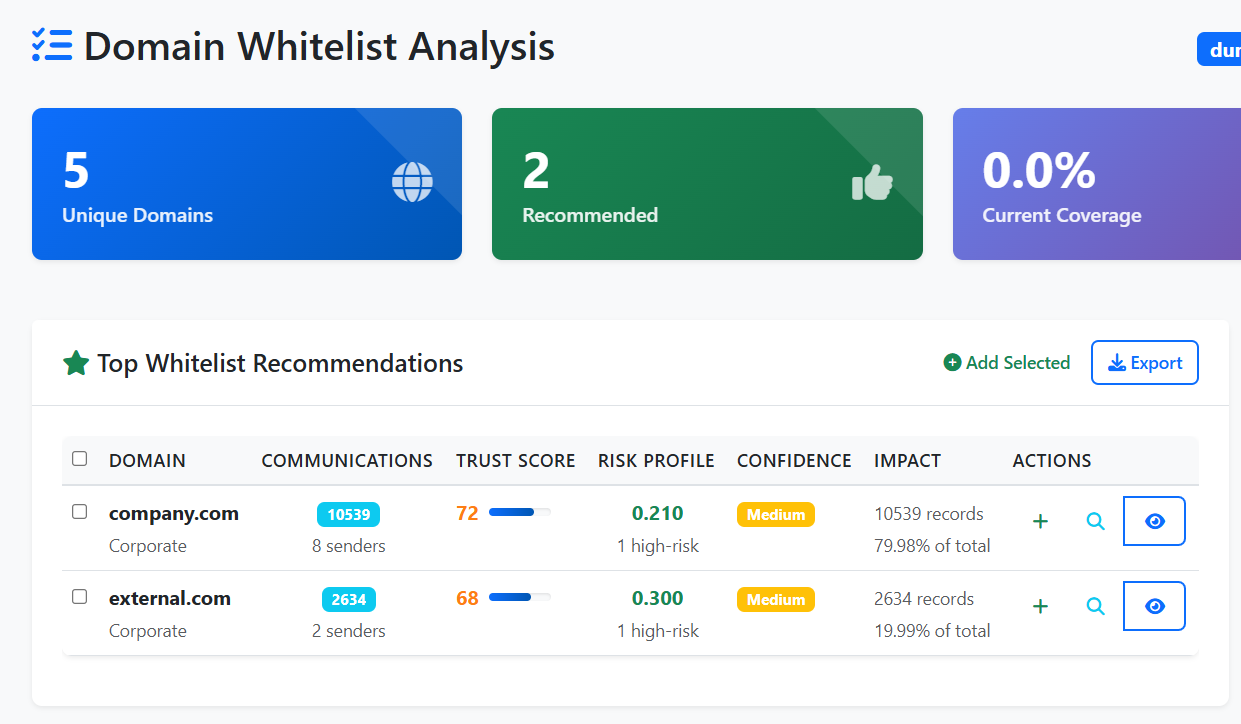 Domain Whitelist Analysis
5
Unique Domains
2
Recommended
0.0%
Current Coverage
Top Whitelist Recommendations
Add Selected
Export
DOMAIN COMMUNICATIONS TRUST SCORE RISK PROFILE CONFIDENCE IMPACT ACTIONS
company.com 10539 72 0.210 Medium 10539 records
Corporate 8 senders 1 high-risk 79.98% of total
external.com 2634 68 0.300 Medium 2634 records
Corporate 2 senders 1 high-risk 19.99% of total